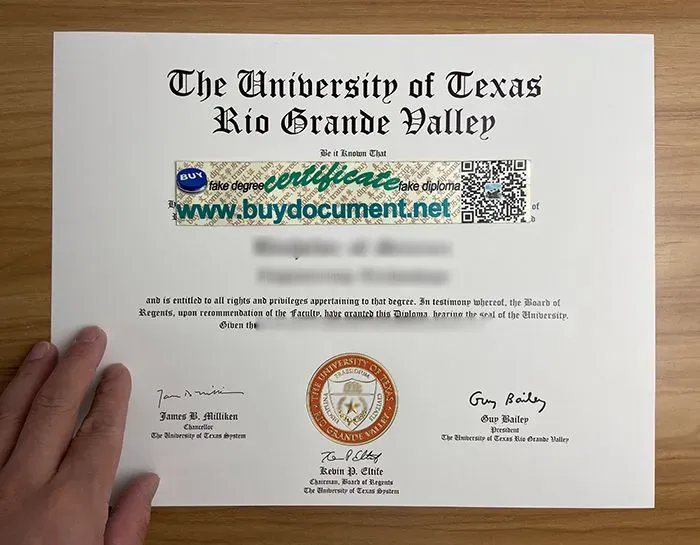 The University of Texas
Rio Grande Valley
Be it Known That
BUY
fake degree certificate fake diploma
www.buydocument.net
of
and is entitled to all rights and privileges appertaining to that degree. In testimony whereof, the Board of
Regents, upon recommendation of the Faculty, have granted this Diploma, bearing the seal of the University.
Given
THE UNIVERSITY OF TEXAS
RIO GRANDE VALLEY
James B. Milliken
Chancellor
The University of Texas System
Guy Bailey
Guy Bailey
President
The University of Texas Rio Grande Valley
Kevin P. Eltife
Chairman, Board of Regents
The University of Texas System